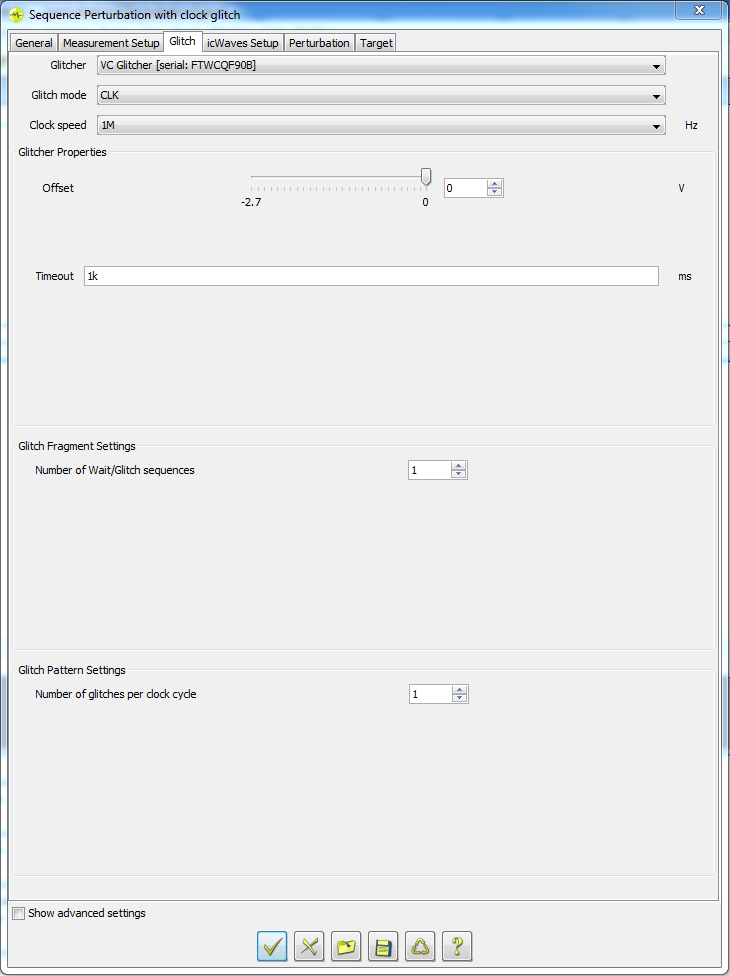 Sequence Perturbation with clock glitch
General Measurement Setup Glitch icWaves Setup Perturbation Target
Glitcher VC Glitcher [serial: FTWCQF90B]
Glitch mode CLK
Clock speed 1M Hz
Glitcher Properties
Offset 0 V
-2.7 0
Timeout 1k ms
Glitch Fragment Settings
Number of Wait/Glitch sequences 1
Glitch Pattern Settings
Number of glitches per clock cycle 1
Show advanced settings